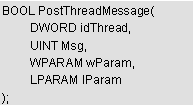 BOOL PostThreadMessage(
DWORD idThread,
UINT Msg,
WPARAM wParam,
LPARAM lParam
);